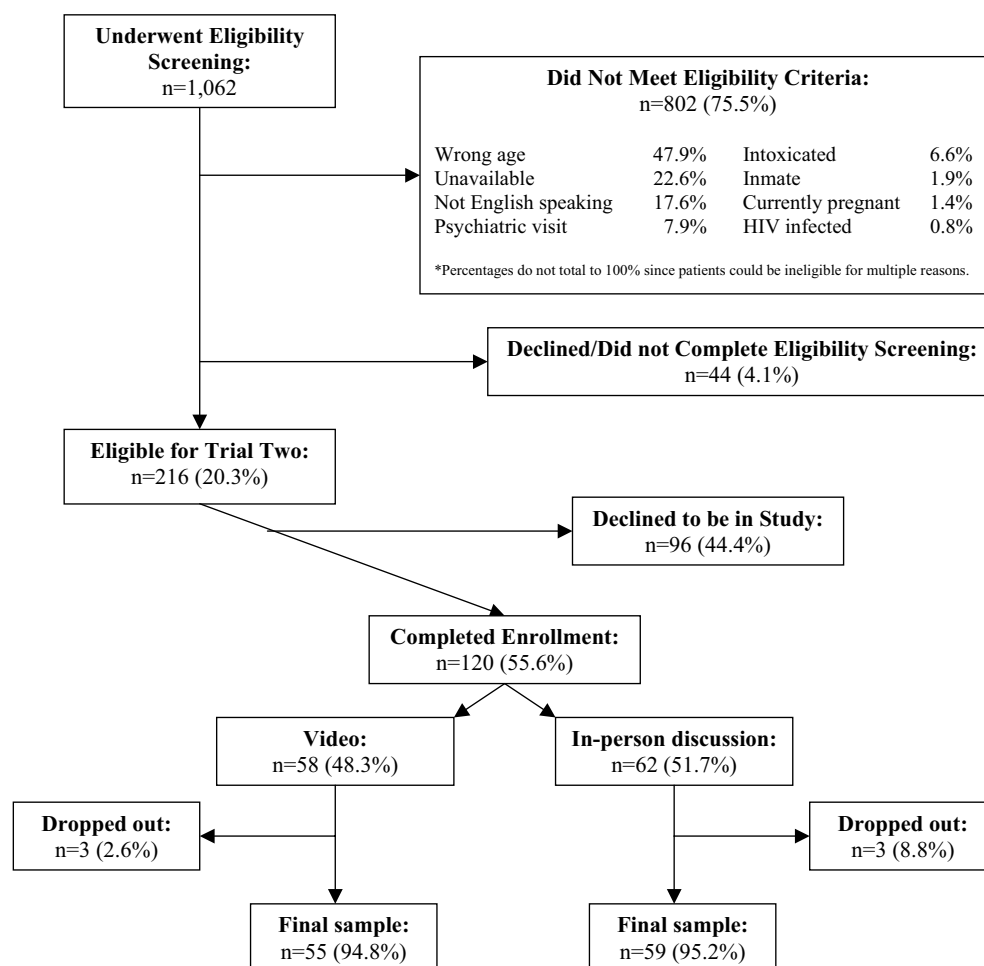 Underwent Eligibility
Screening:
n=1,062
Did Not Meet Eligibility Criteria:
n=802 (75.5%)
Wrong age 47.9% Intoxicated 6.6%
Unavailable 22.6% Inmate 1.9%
Not English speaking 17.6% Currently pregnant 1.4%
Psychiatric visit 7.9% HIV infected 0.8%
*Percentages do not total to 100% since patients could be ineligible for multiple reasons.
Declined/Did not Complete Eligibility Screening:
n=44 (4.1%)
Eligible for Trial Two:
n=216 (20.3%)
Declined to be in Study:
n=96 (44.4%)
Completed Enrollment:
n=120 (55.6%)
Video:
n=58 (48.3%)
In-person discussion:
n=62 (51.7%)
Dropped out:
n=3 (2.6%)
Dropped out:
n=3 (8.8%)
Final sample:
n=55 (94.8%)
Final sample:
n=59 (95.2%)